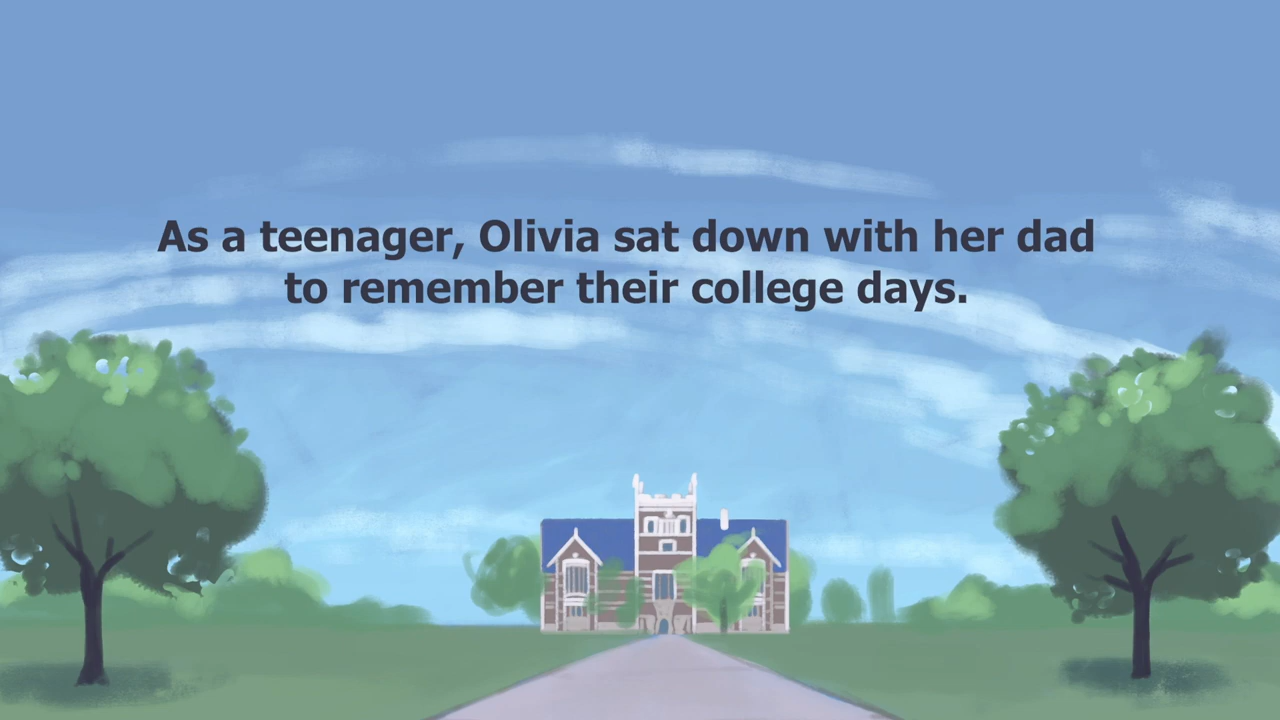 As a teenager, Olivia sat down with her dad
to remember their college days.